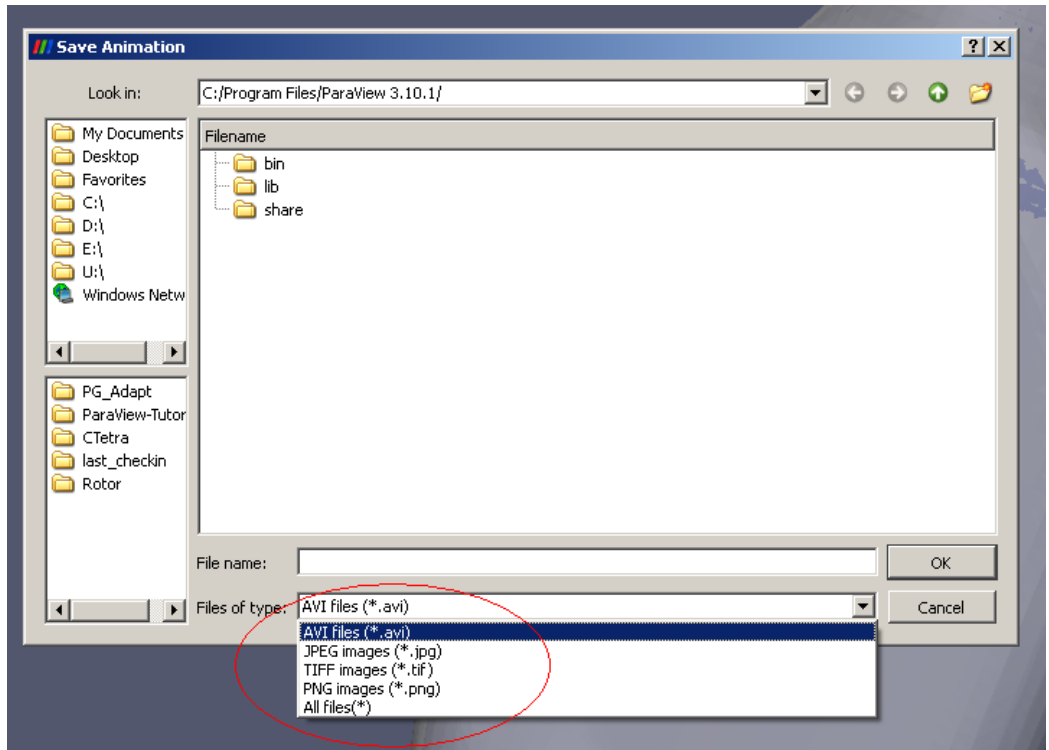 Save Animation
Look in:
C:/Program Files/ParaView 3.10.1/
My Documents
Desktop
Favorites
C:\
D:\
E:\
U:\
Windows Netw
Filename
bin
lib
share
PG_Adapt
ParaView-Tutor
CTetra
last_checkin
Rotor
File name:
OK
Files of type:
AVI files (*.avi)
Cancel
AVI files (*.avi)
JPEG images (*.jpg)
TIFF images (*.tif)
PNG images (*.png)
All files(*)